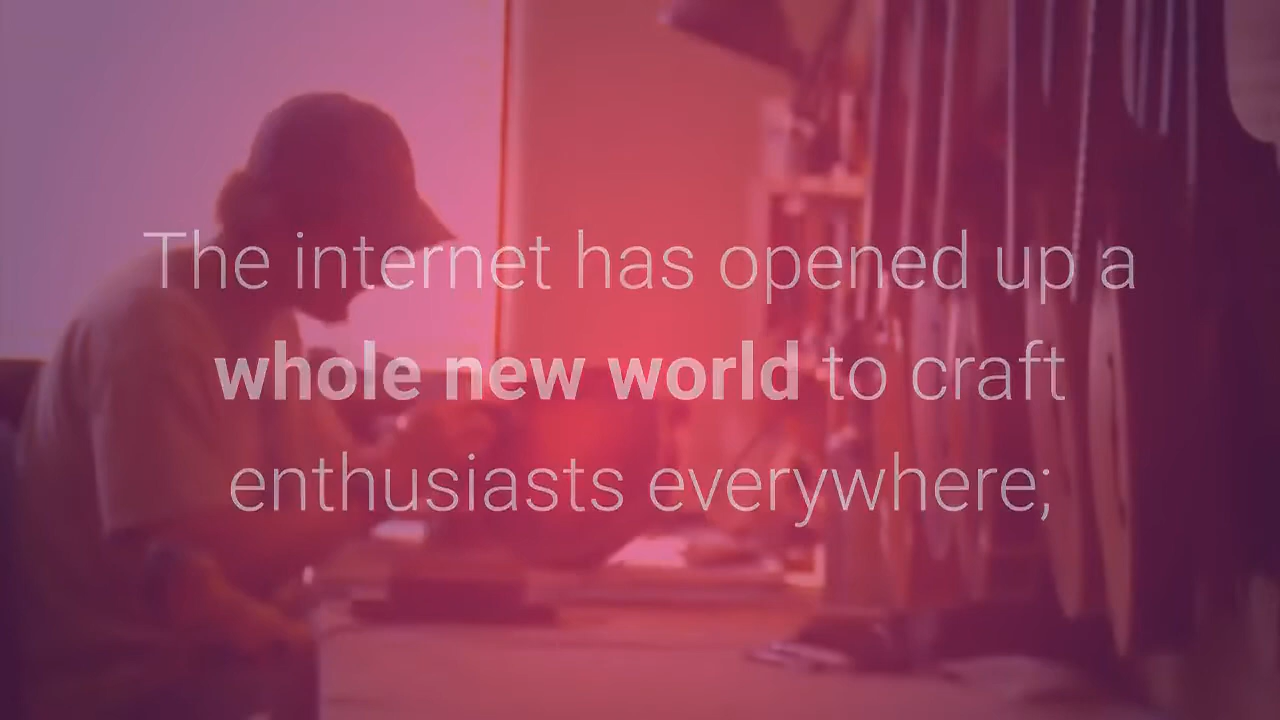 The internet has opened up a
whole new world to craft
enthusiasts everywhere;